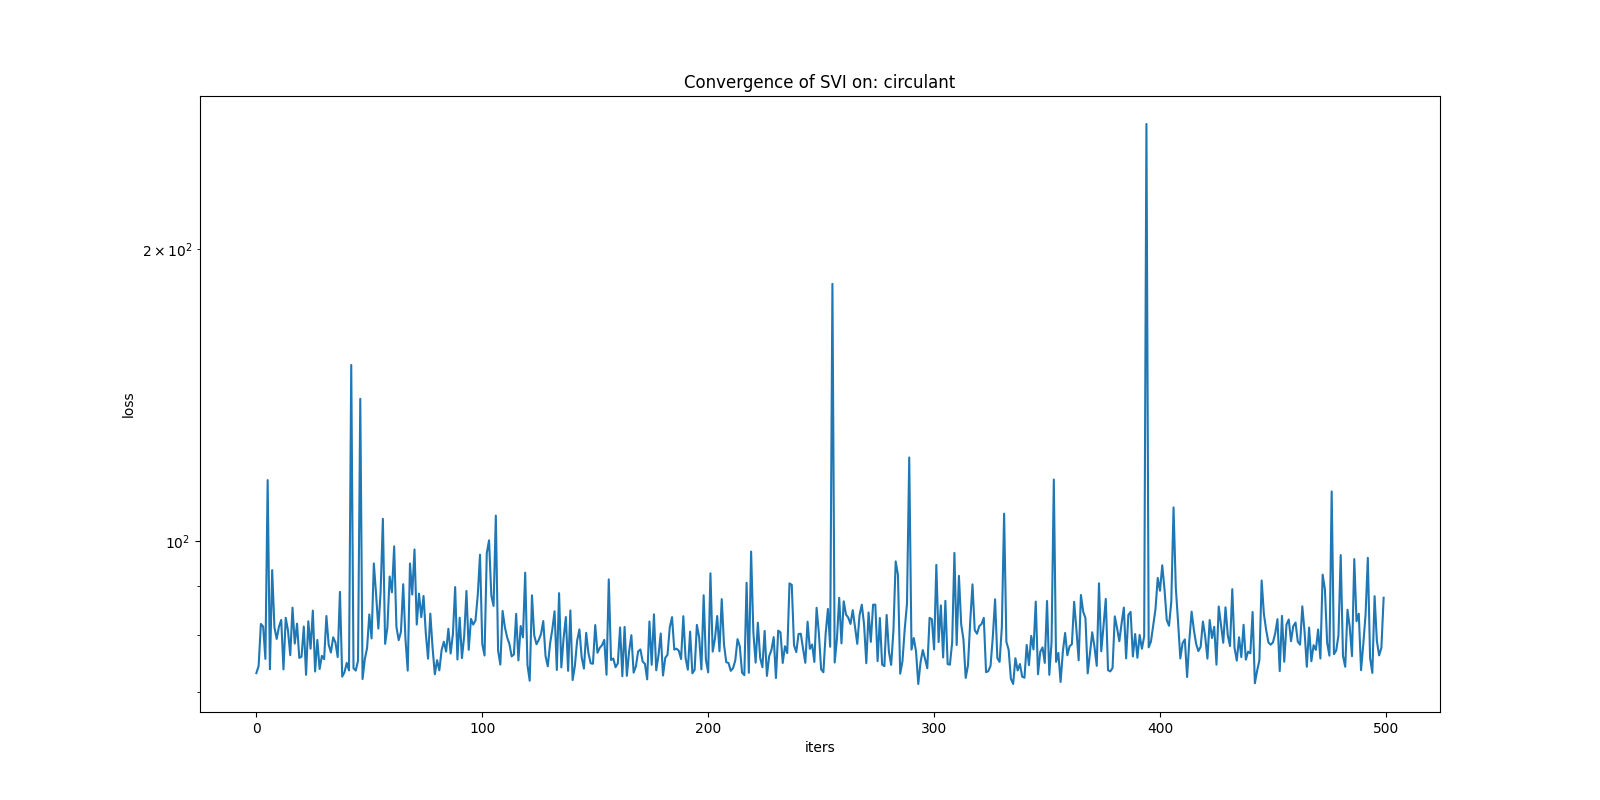 Convergence of SVI on: circulant
loss
2 × 10²
10²
0 100 200 300 400 500
iters